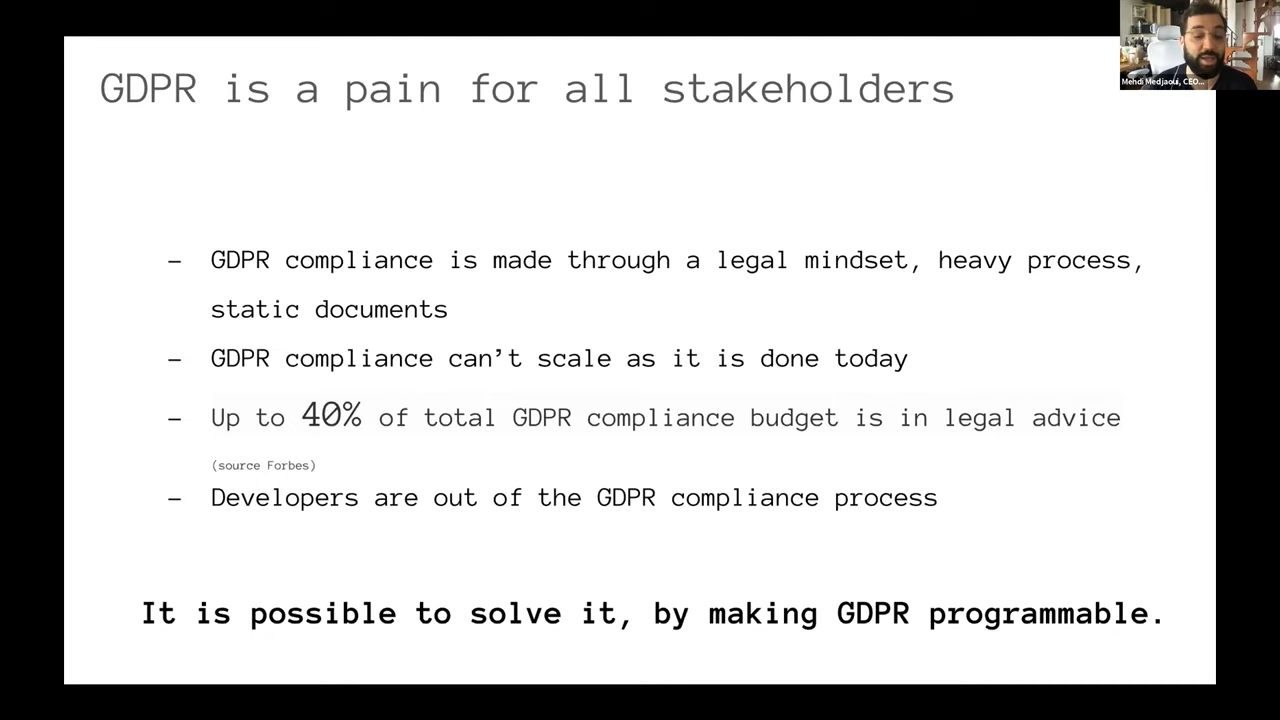 GDPR is a pain for all stakeholders
Mehdi Medjaoui, CEO...
– GDPR compliance is made through a legal mindset, heavy process,
static documents
– GDPR compliance can’t scale as it is done today
– Up to 40% of total GDPR compliance budget is in legal advice
(source Forbes)
– Developers are out of the GDPR compliance process
It is possible to solve it, by making GDPR programmable.